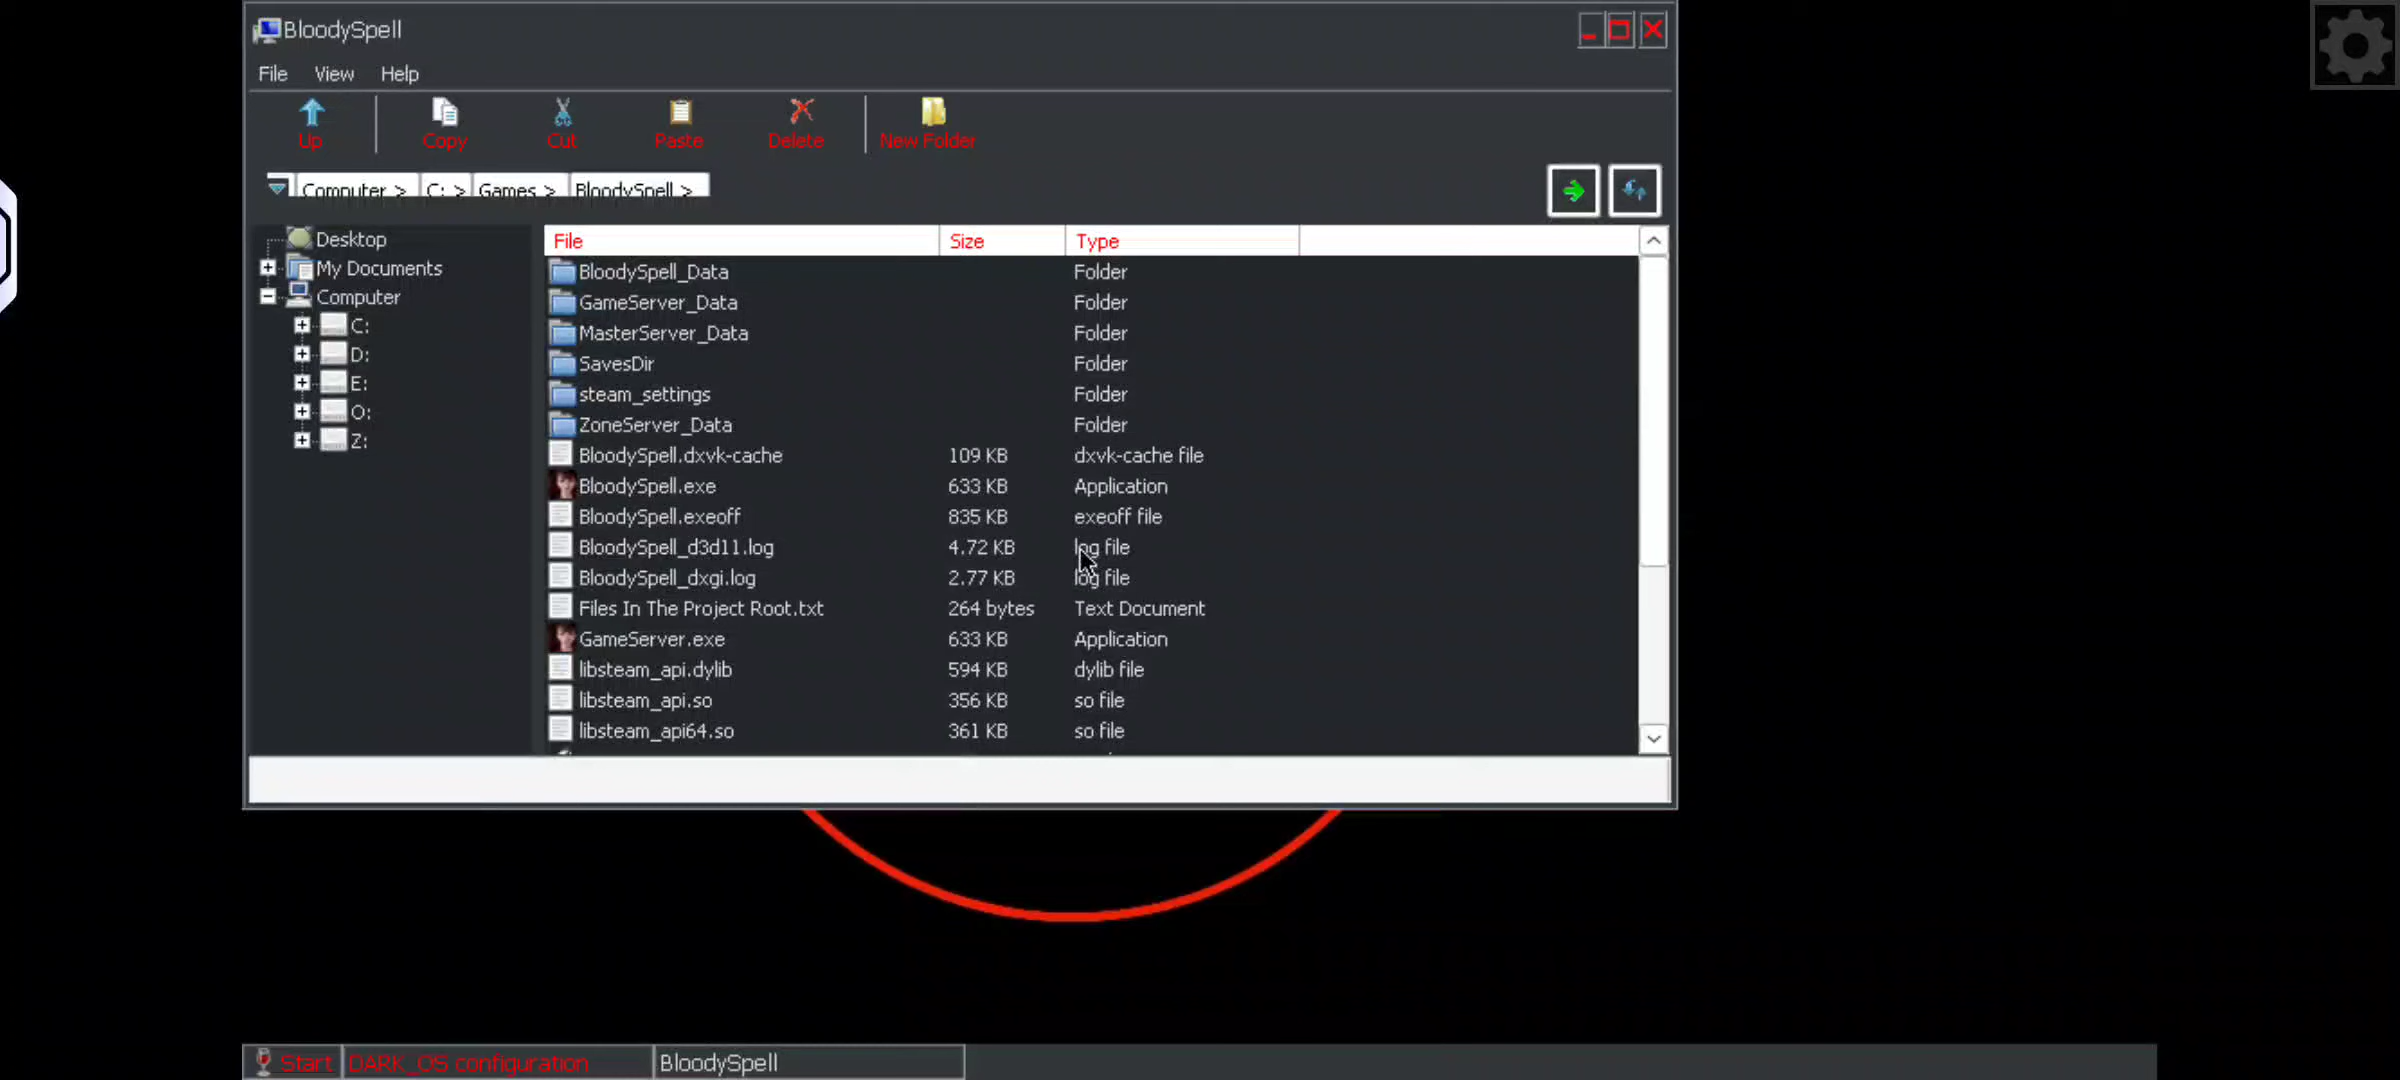 BloodySpell
File View Help
Up Copy Cut Paste Delete New Folder
Computer > C: > Games > BloodySpell >
Desktop
My Documents
Computer
C:
D:
E:
O:
Z:
File Size Type
BloodySpell_Data Folder
GameServer_Data Folder
MasterServer_Data Folder
SavesDir Folder
steam_settings Folder
ZoneServer_Data Folder
BloodySpell.dxvk-cache 109 KB dxvk-cache file
BloodySpell.exe 633 KB Application
BloodySpell.exeoff 835 KB exeoff file
BloodySpell_d3d11.log 4.72 KB log file
BloodySpell_dxgi.log 2.77 KB log file
Files In The Project Root.txt 264 bytes Text Document
GameServer.exe 633 KB Application
libsteam_api.dylib 594 KB dylib file
libsteam_api.so 356 KB so file
libsteam_api64.so 361 KB so file
Start DARK_OS configuration BloodySpell